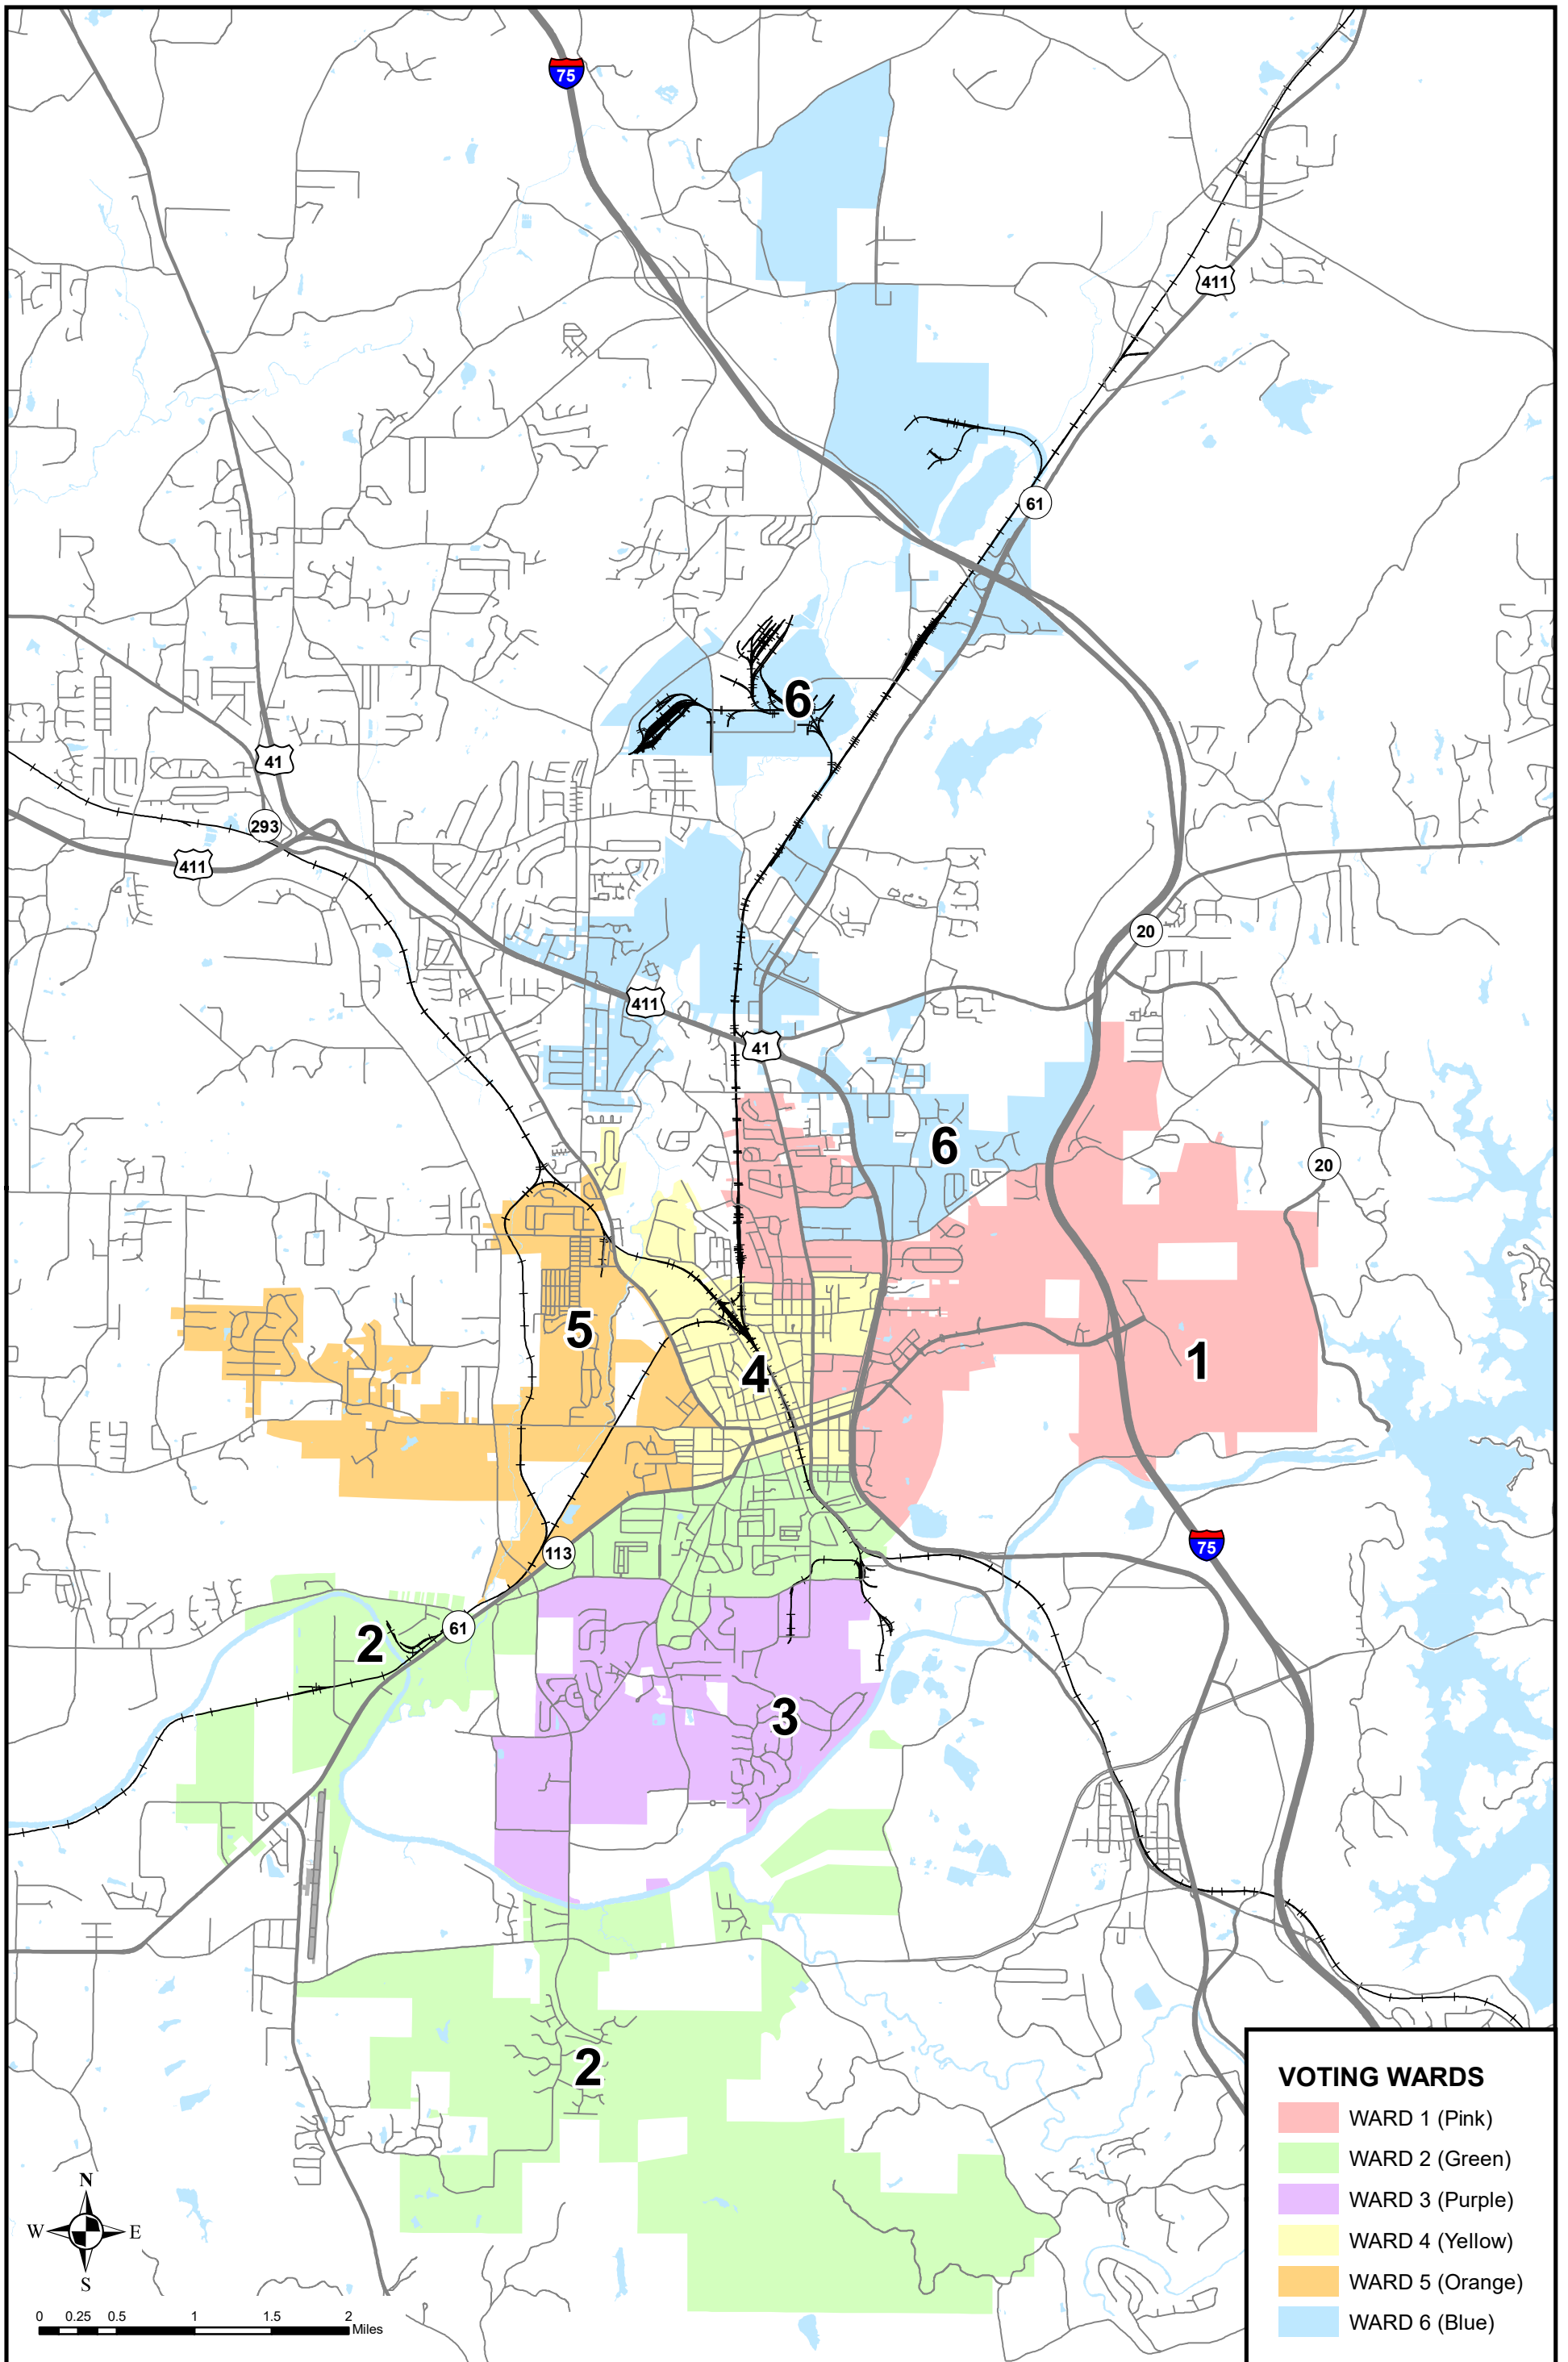 75
411
61
6
41
293
411
20
411
41
6
20
5
1
4
75
113
61
2
3
2
VOTING WARDS
WARD 1 (Pink)
WARD 2 (Green)
WARD 3 (Purple)
WARD 4 (Yellow)
WARD 5 (Orange)
WARD 6 (Blue)
N
W E
S
0 0.25 0.5 1 1.5 2
Miles